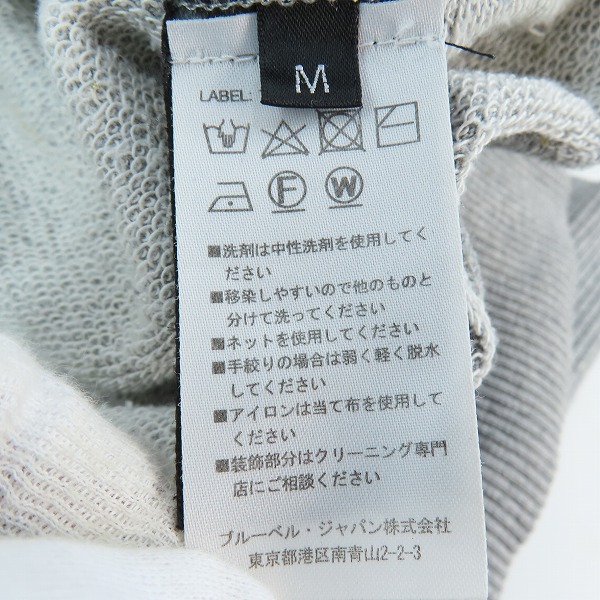 M
LABEL:
F
W
■洗剤は中性洗剤を使用してく
ださい
■移染しやすいので他のものと
分けて洗ってください
■ネットを使用してください
■手絞りの場合は弱く軽く脱水
してください
■アイロンは当て布を使用して
ください
■装飾部分はクリーニング専門
店にご相談ください
ブルーベル・ジャパン株式会社
東京都港区南青山2-2-3